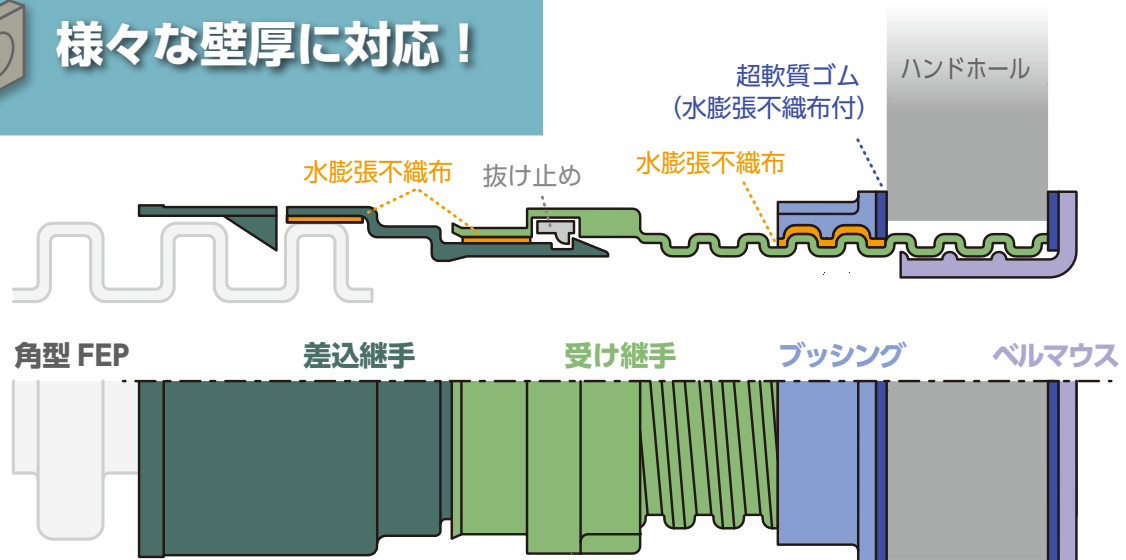 様々な壁厚に対応！
ハンドホール
超軟質ゴム
（水膨張不織布付）
水膨張不織布
抜け止め
水膨張不織布
角型 FEP
差込継手
受け継手
ブッシング
ベルマウス